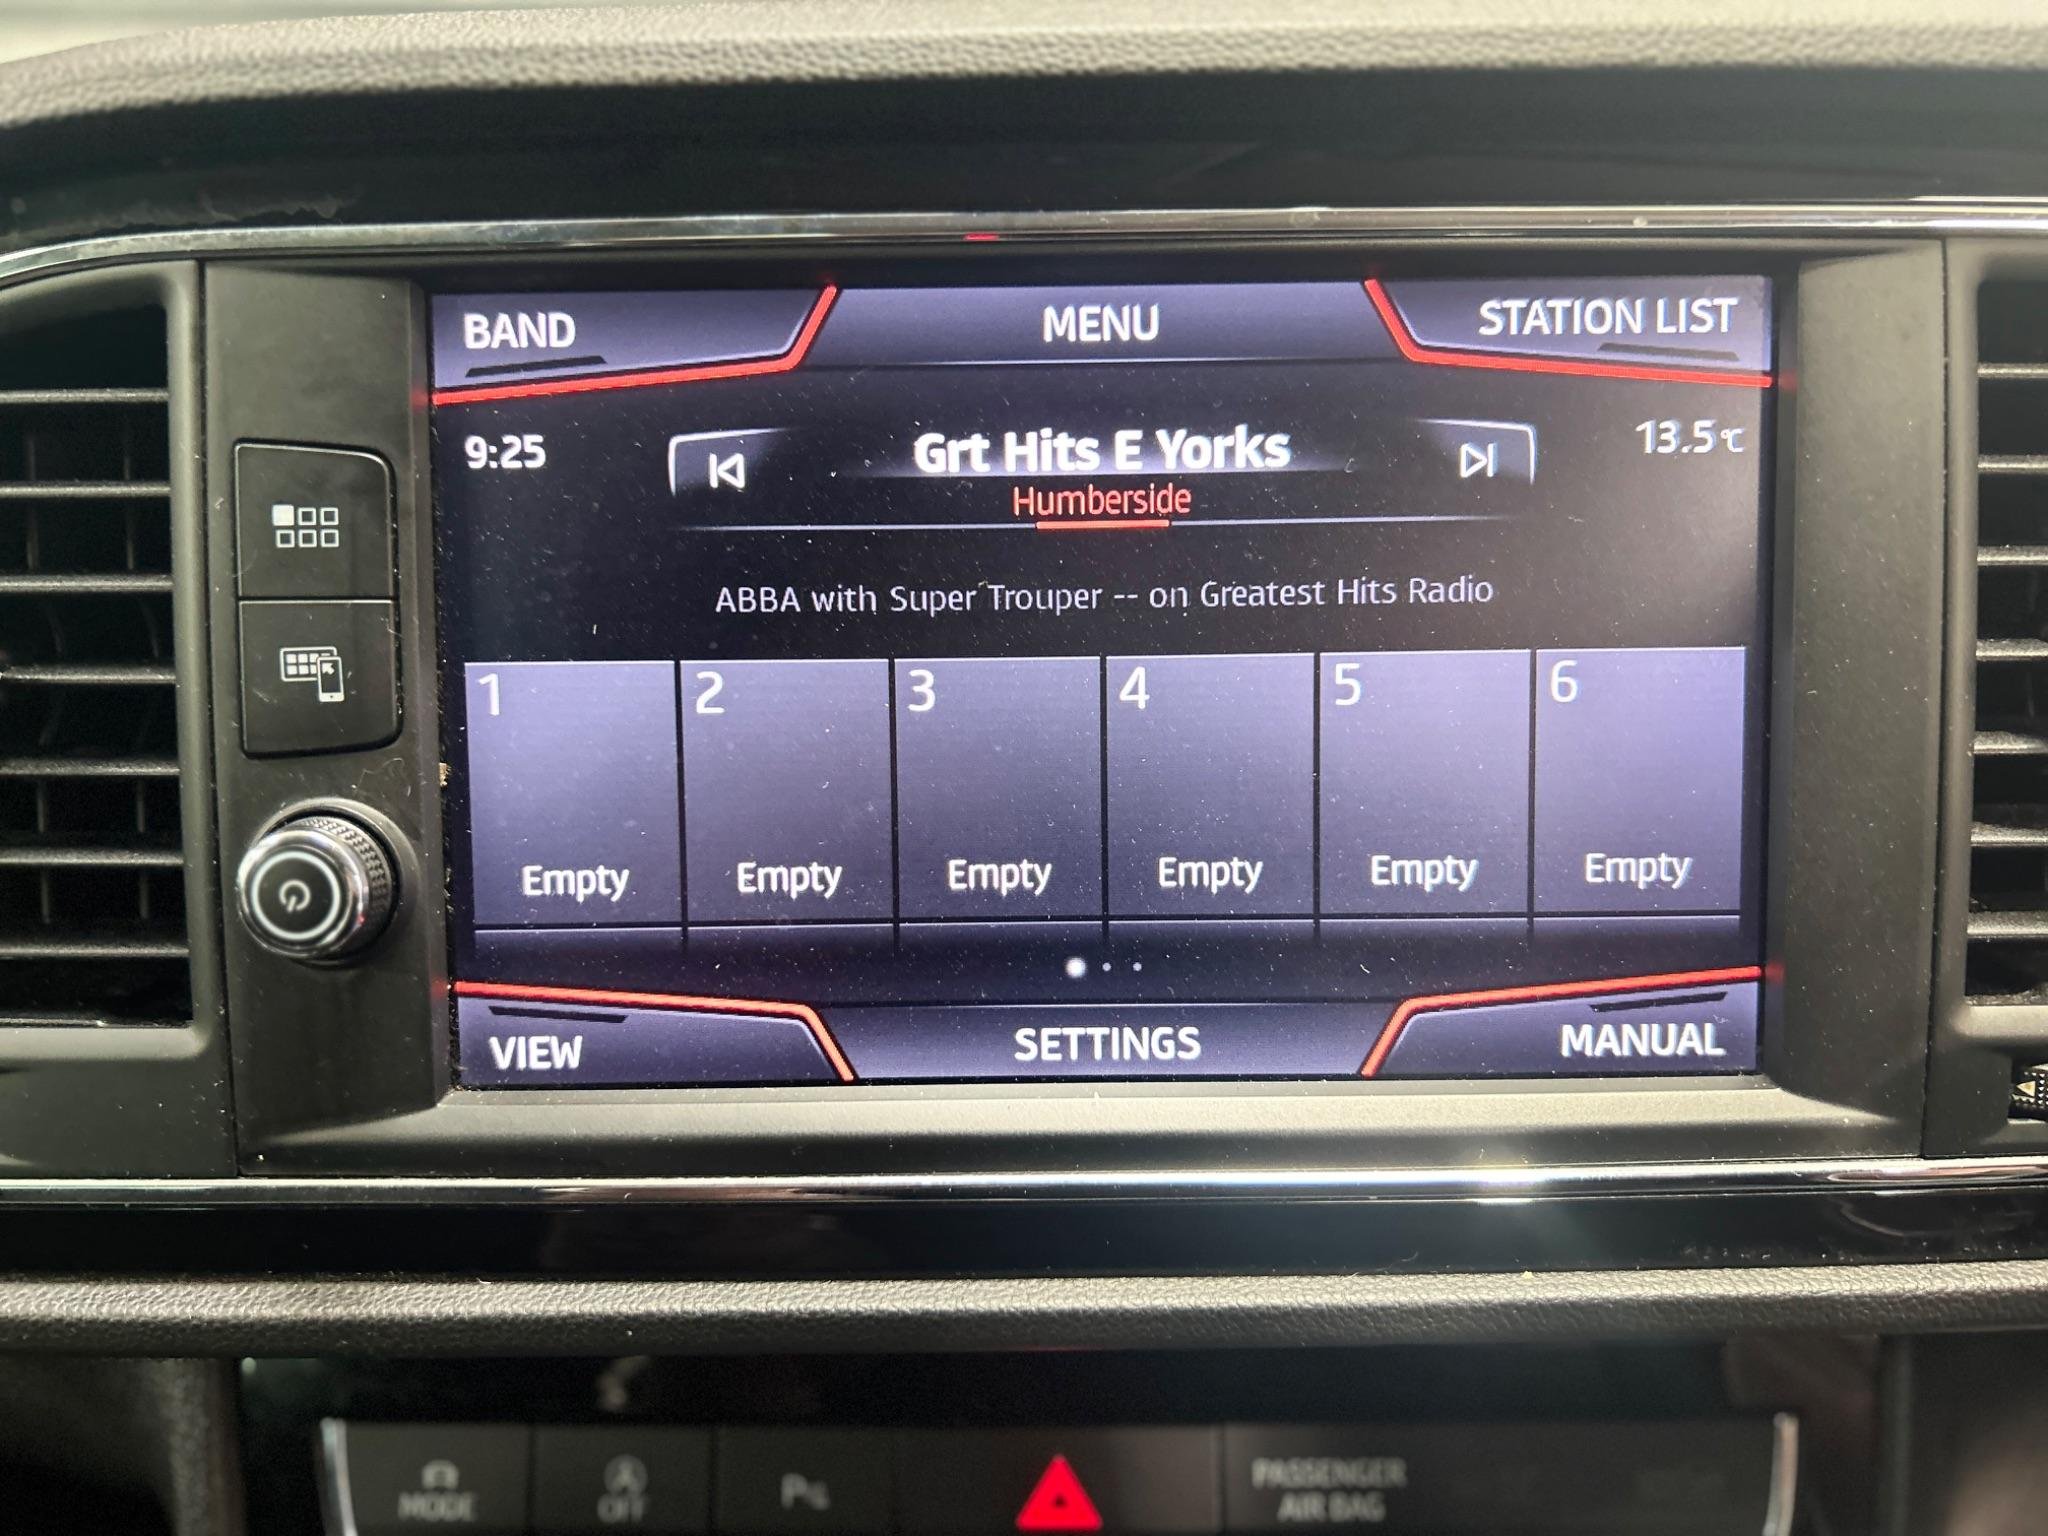 BAND MENU STATION LIST
9:25 Grt Hits E Yorks 13.5°C
Humberside
ABBA with Super Trouper -- on Greatest Hits Radio
1 2 3 4 5 6
Empty Empty Empty Empty Empty Empty
VIEW SETTINGS MANUAL
MODE OFF P PASSENGER
AIR BAG